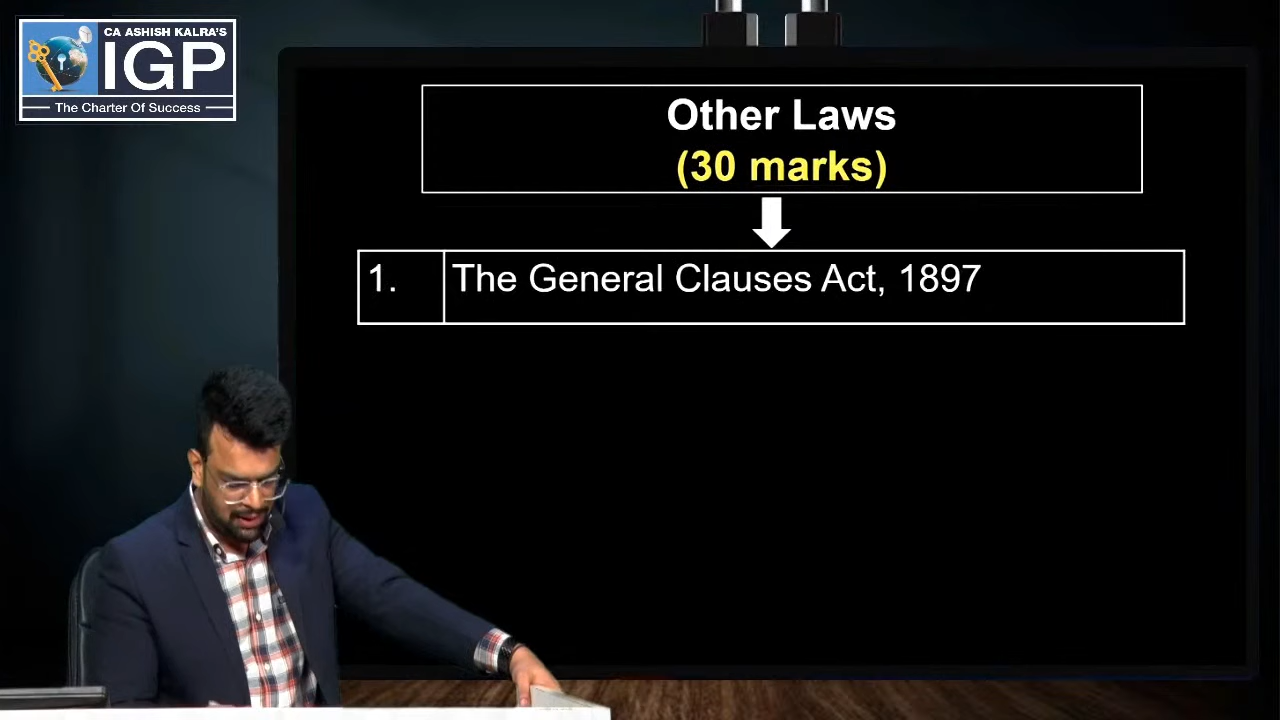 CA ASHISH KALRA'S
IGP
The Charter Of Success
Other Laws
(30 marks)
1. The General Clauses Act, 1897